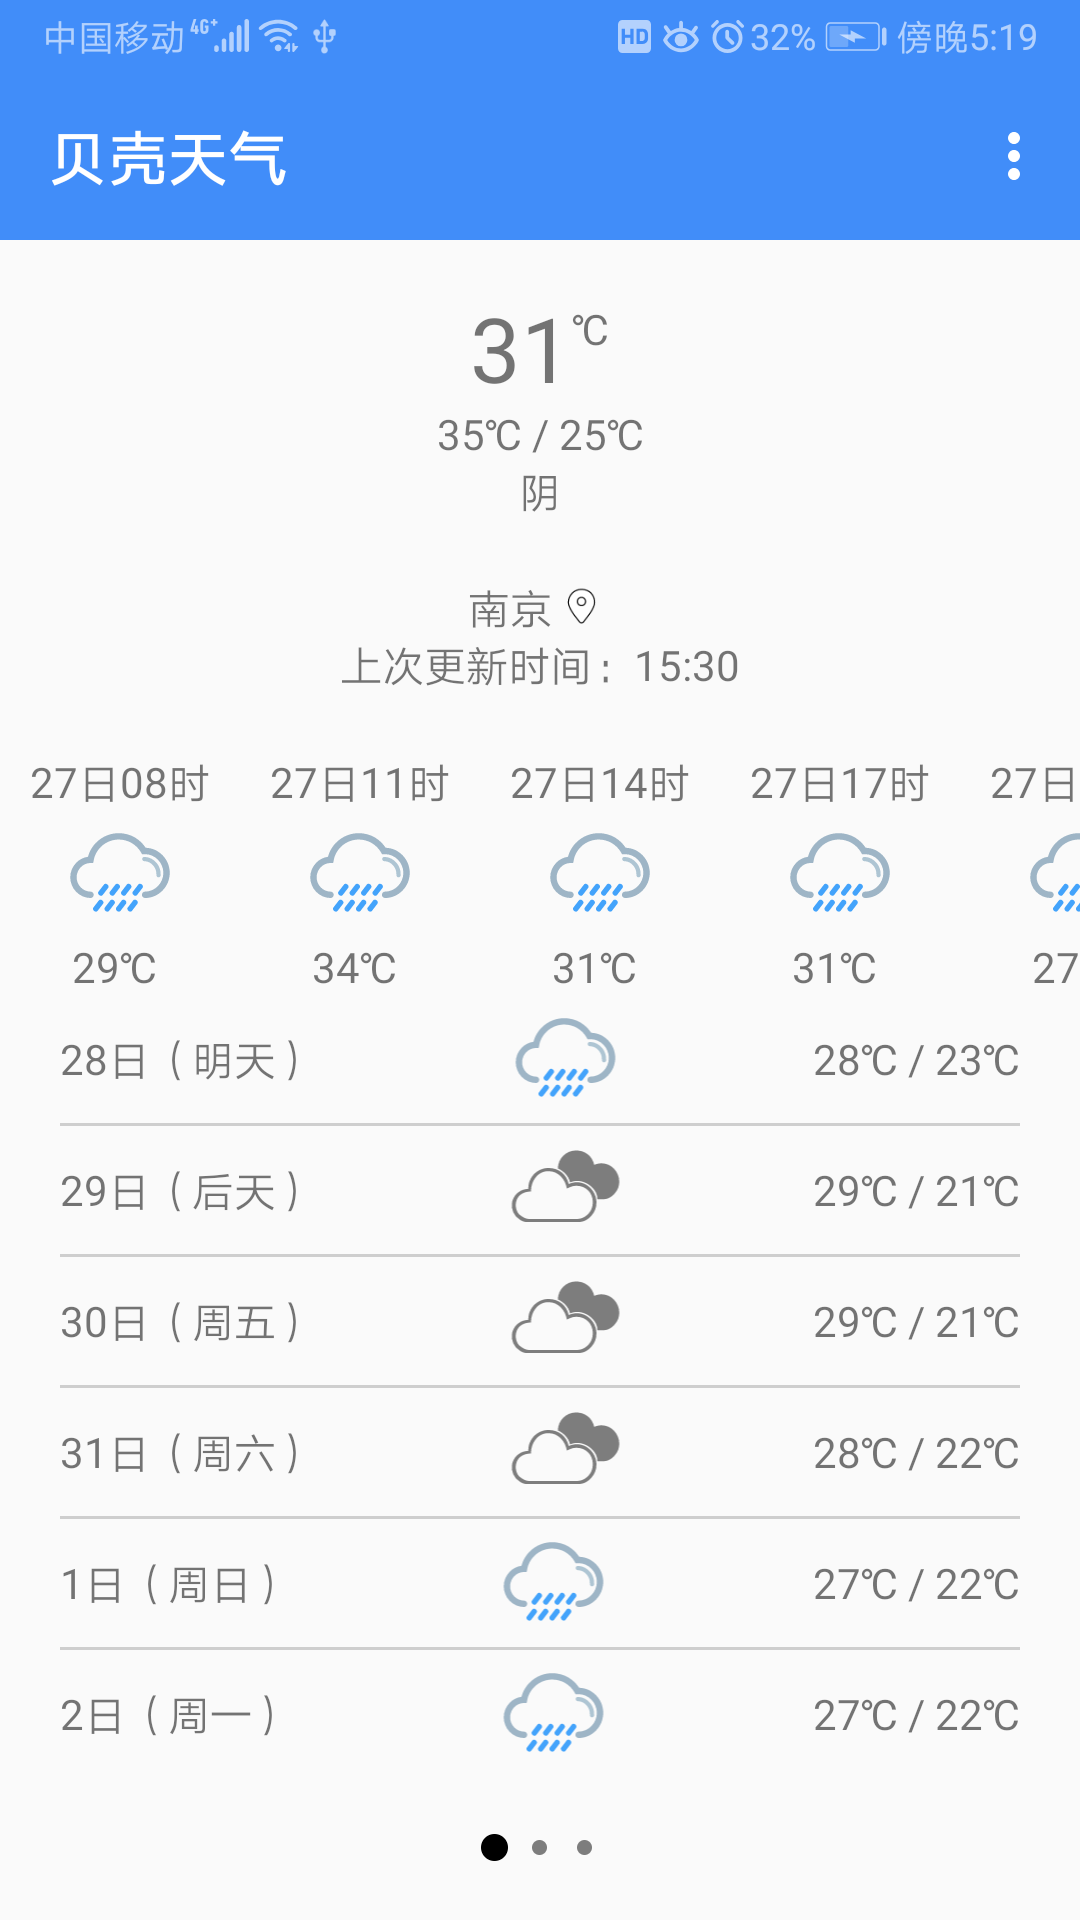 中国移动 4G+ HD 32% 傍晚5:19
贝壳天气
31℃
35℃ / 25℃
阴
南京
上次更新时间：15:30
27日08时 27日11时 27日14时 27日17时 27日
29℃ 34℃ 31℃ 31℃ 27
28日（明天） 28℃ / 23℃
29日（后天） 29℃ / 21℃
30日（周五） 29℃ / 21℃
31日（周六） 28℃ / 22℃
1日（周日） 27℃ / 22℃
2日（周一） 27℃ / 22℃